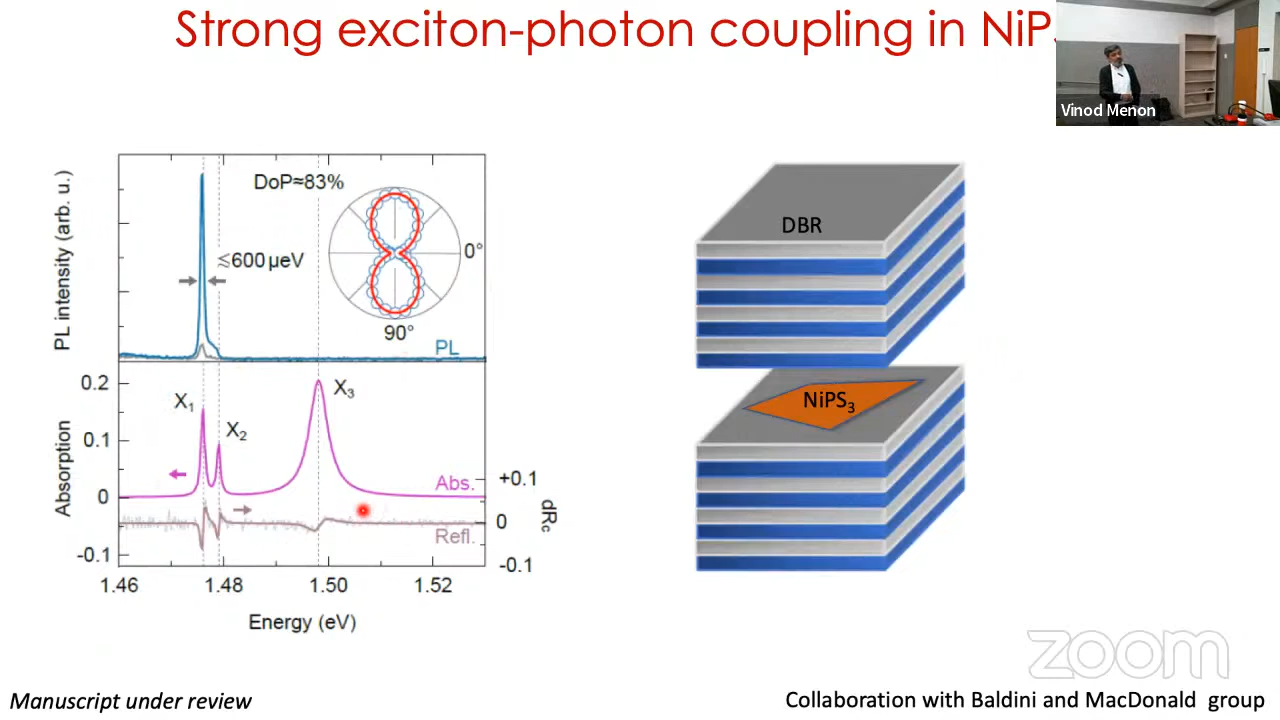 Strong exciton-photon coupling in NiPS
Vinod Menon
DoP≈83%
≲600 μeV
0°
90°
PL
PL intensity (arb. u.)
DBR
NiPS₃
0.2
0.1
0
-0.1
Absorption
X₁
X₂
X₃
Abs.
Refl.
+0.1
0
-0.1
dRc
1.46
1.48
1.50
1.52
Energy (eV)
zoom
Manuscript under review
Collaboration with Baldini and MacDonald group